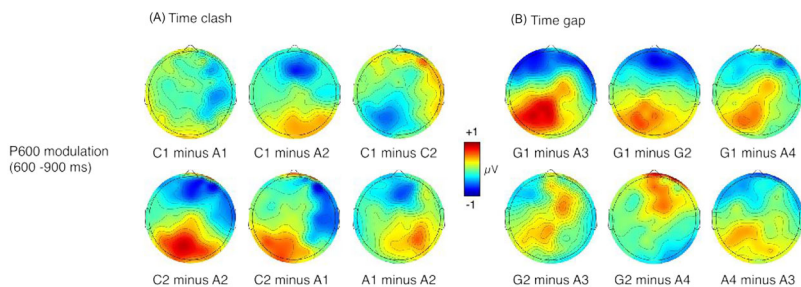 (A) Time clash
(B) Time gap
P600 modulation
(600 -900 ms)
C1 minus A1
C1 minus A2
C1 minus C2
+1
μV
-1
G1 minus A3
G1 minus G2
G1 minus A4
C2 minus A2
C2 minus A1
A1 minus A2
G2 minus A3
G2 minus A4
A4 minus A3